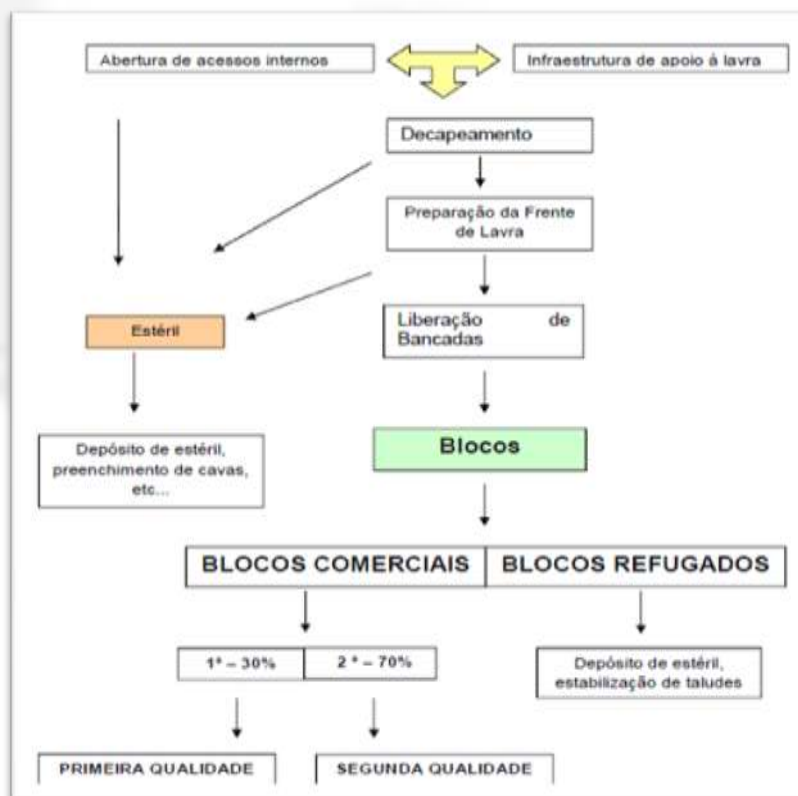 Abertura de acessos internos
Infraestrutura de apoio á lavra
Decapeamento
Preparação da Frente
de Lavra
Estéril
Liberação de
Bancadas
Depósito de estéril,
preenchimento de cavas,
etc...
Blocos
BLOCOS COMERCIAIS
BLOCOS REFUGADOS
1ª – 30%
2 ª – 70%
Depósito de estéril,
estabilização de taludes
PRIMEIRA QUALIDADE
SEGUNDA QUALIDADE